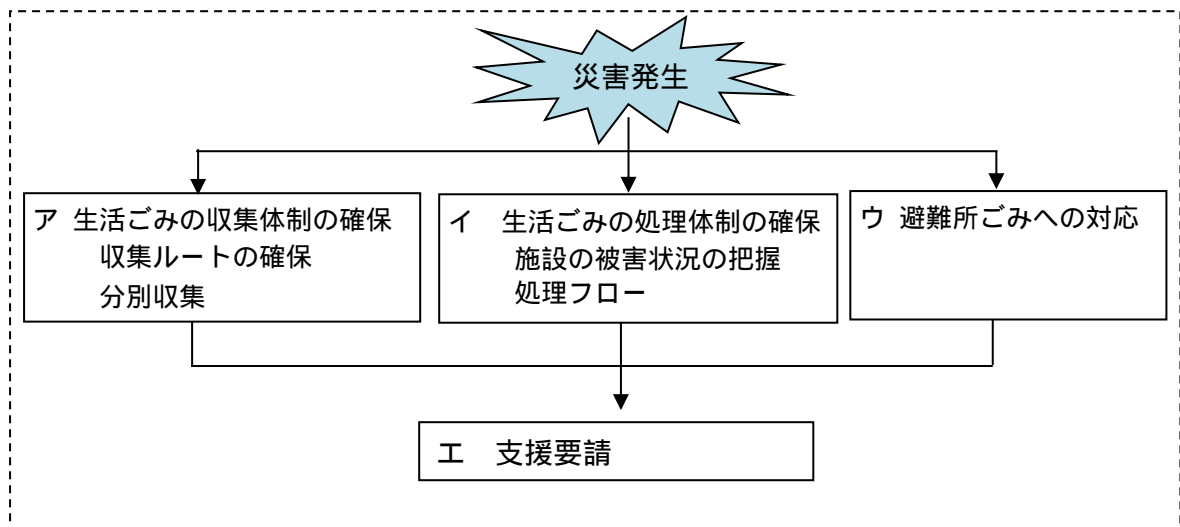 災害発生
ア 生活ごみの収集体制の確保
収集ルートの確保
分別収集
イ 生活ごみの処理体制の確保
施設の被害状況の把握
処理フロー
ウ 避難所ごみへの対応
エ 支援要請